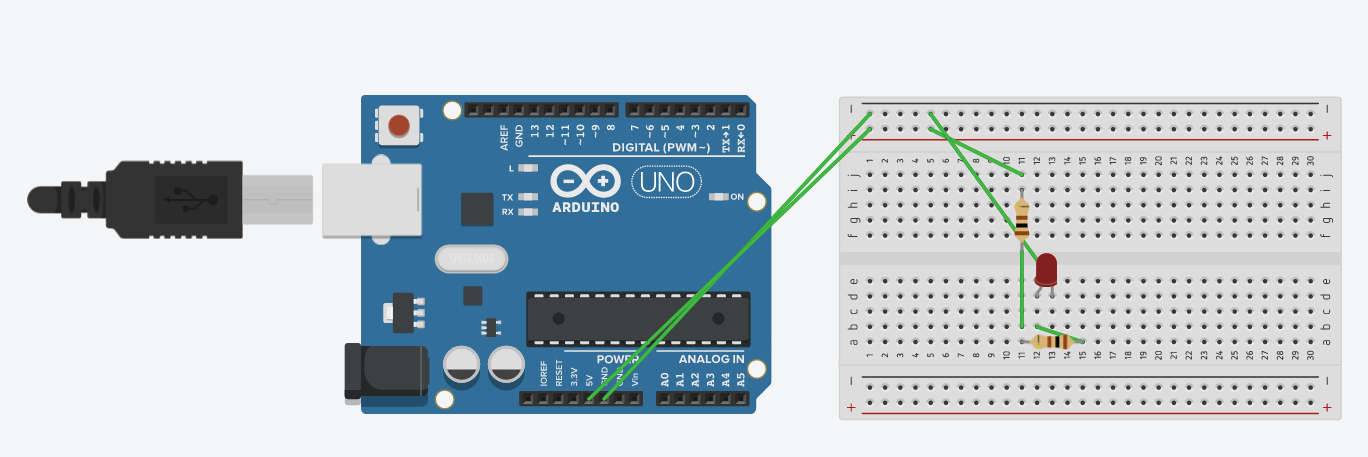 AREF
GND
13
12
~11
~10
~9
8
7
~6
~5
4
~3
2
TX→1
RX←0
DIGITAL (PWM ~)
L
TX
RX
UNO
ON
ARDUINO
POWER
ANALOG IN
IOREF
RESET
3.3V
5V
GND
GND
Vin
A0
A1
A2
A3
A4
A5
− −
+ +
1 2 3 4 5 6 7 8 9 10 11 12 13 14 15 16 17 18 19 20 21 22 23 24 25 26 27 28 29 30
j j
i i
h h
g g
f f
e e
d d
c c
b b
a a
1 2 3 4 5 6 7 8 9 10 11 12 13 14 15 16 17 18 19 20 21 22 23 24 25 26 27 28 29 30
− −
+ +